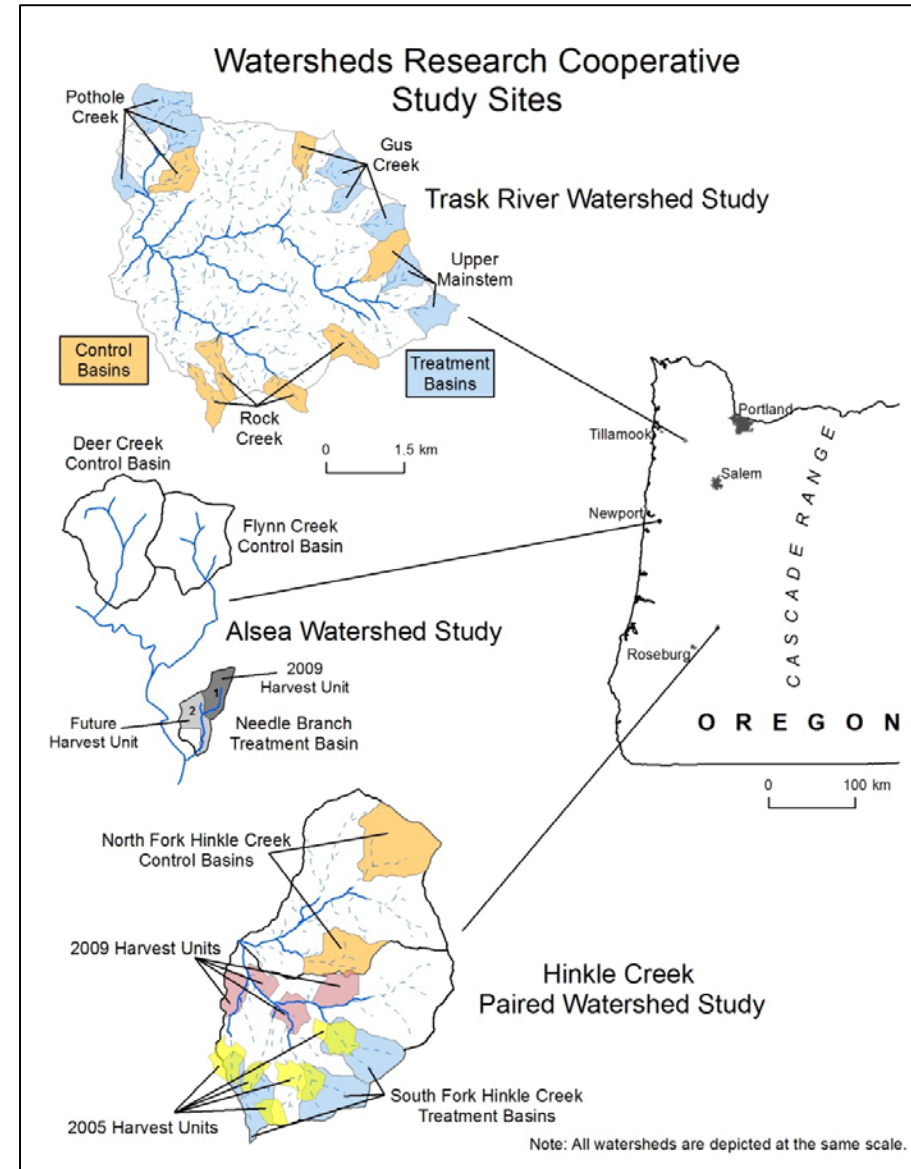 Watersheds Research Cooperative
Study Sites
Pothole
Creek
Gus
Creek
Trask River Watershed Study
Upper
Mainstem
Control
Basins
Treatment
Basins
Rock
Creek
0 1.5 km
Deer Creek
Control Basin
Flynn Creek
Control Basin
Alsea Watershed Study
2009
Harvest Unit
1
2
Future
Harvest Unit
Needle Branch
Treatment Basin
Portland
Tillamook
Salem
Newport
CASCADE RANGE
Roseburg
OREGON
0 100 km
North Fork Hinkle Creek
Control Basins
2009 Harvest Units
Hinkle Creek
Paired Watershed Study
2005 Harvest Units
South Fork Hinkle Creek
Treatment Basins
Note: All watersheds are depicted at the same scale.